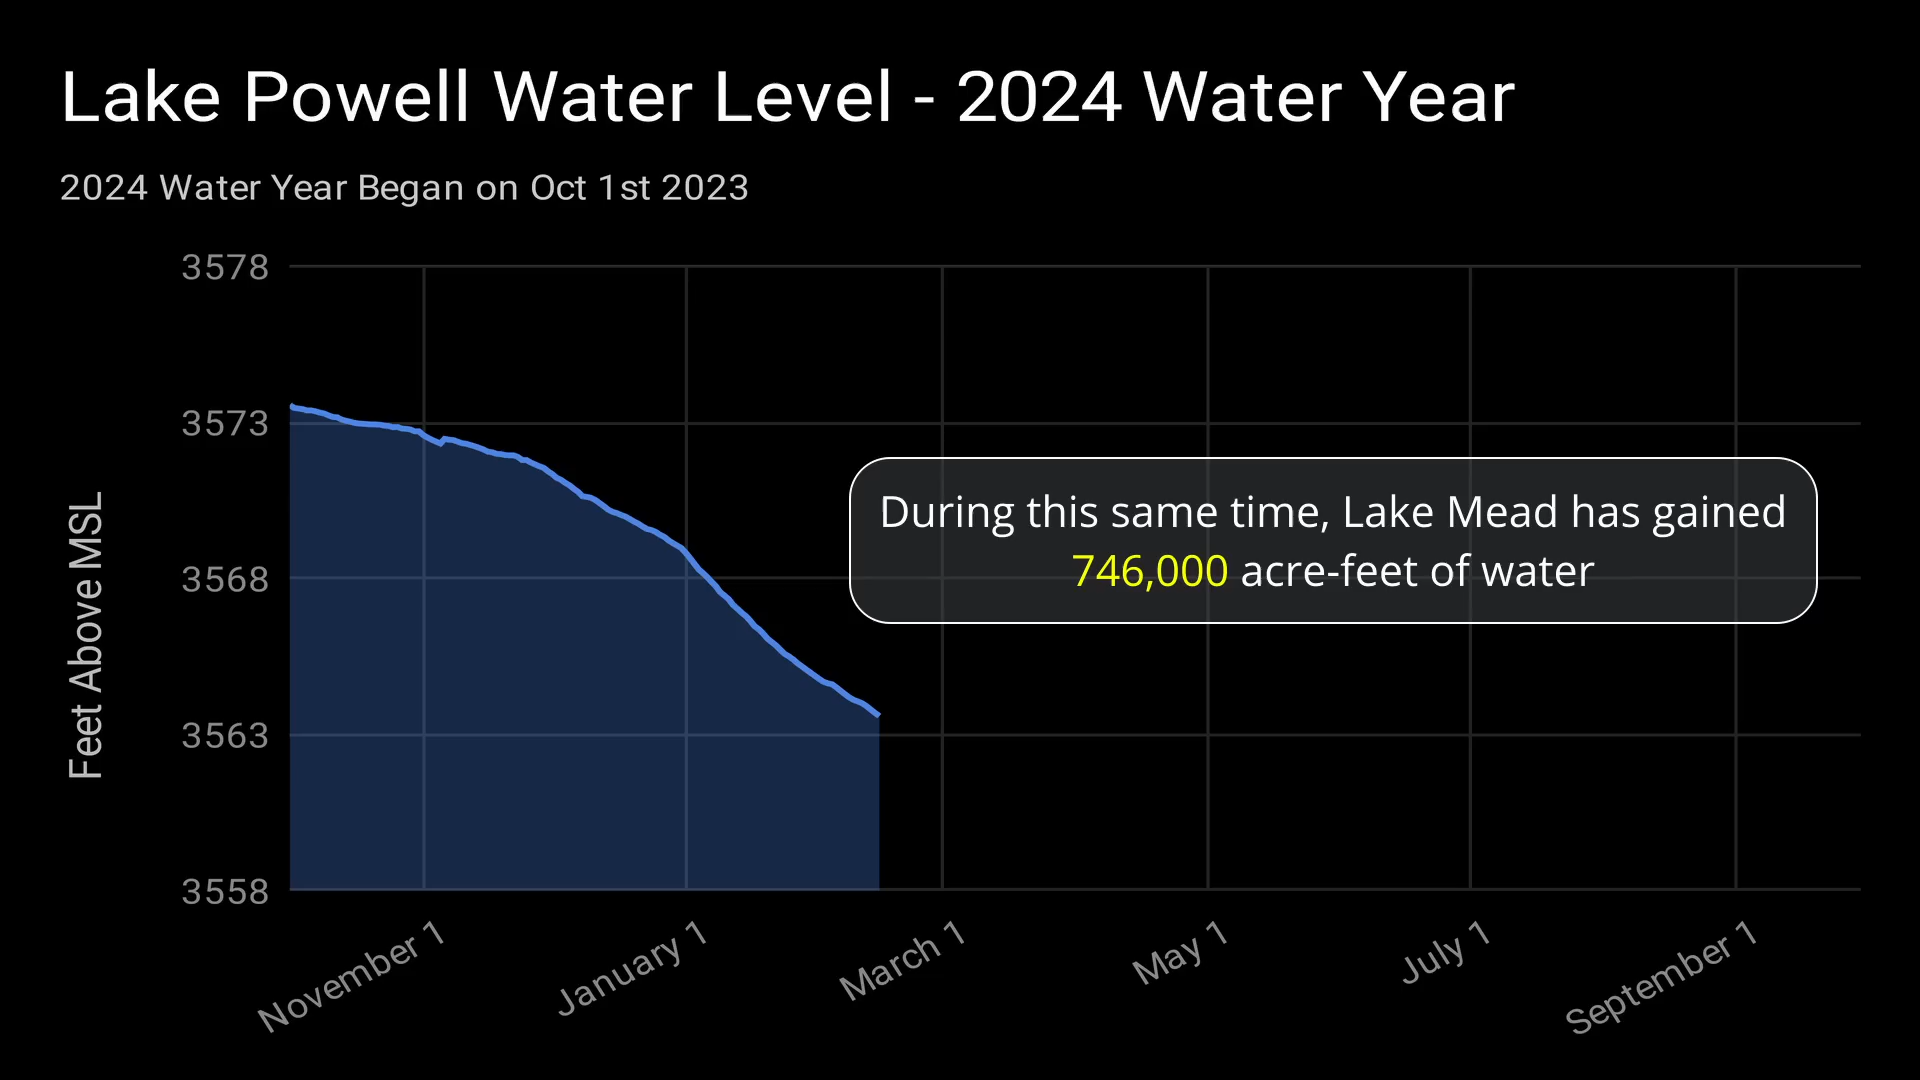 Lake Powell Water Level - 2024 Water Year
2024 Water Year Began on Oct 1st 2023
Feet Above MSL
3578
3573
3568
3563
3558
During this same time, Lake Mead has gained
746,000 acre-feet of water
November 1
January 1
March 1
May 1
July 1
September 1